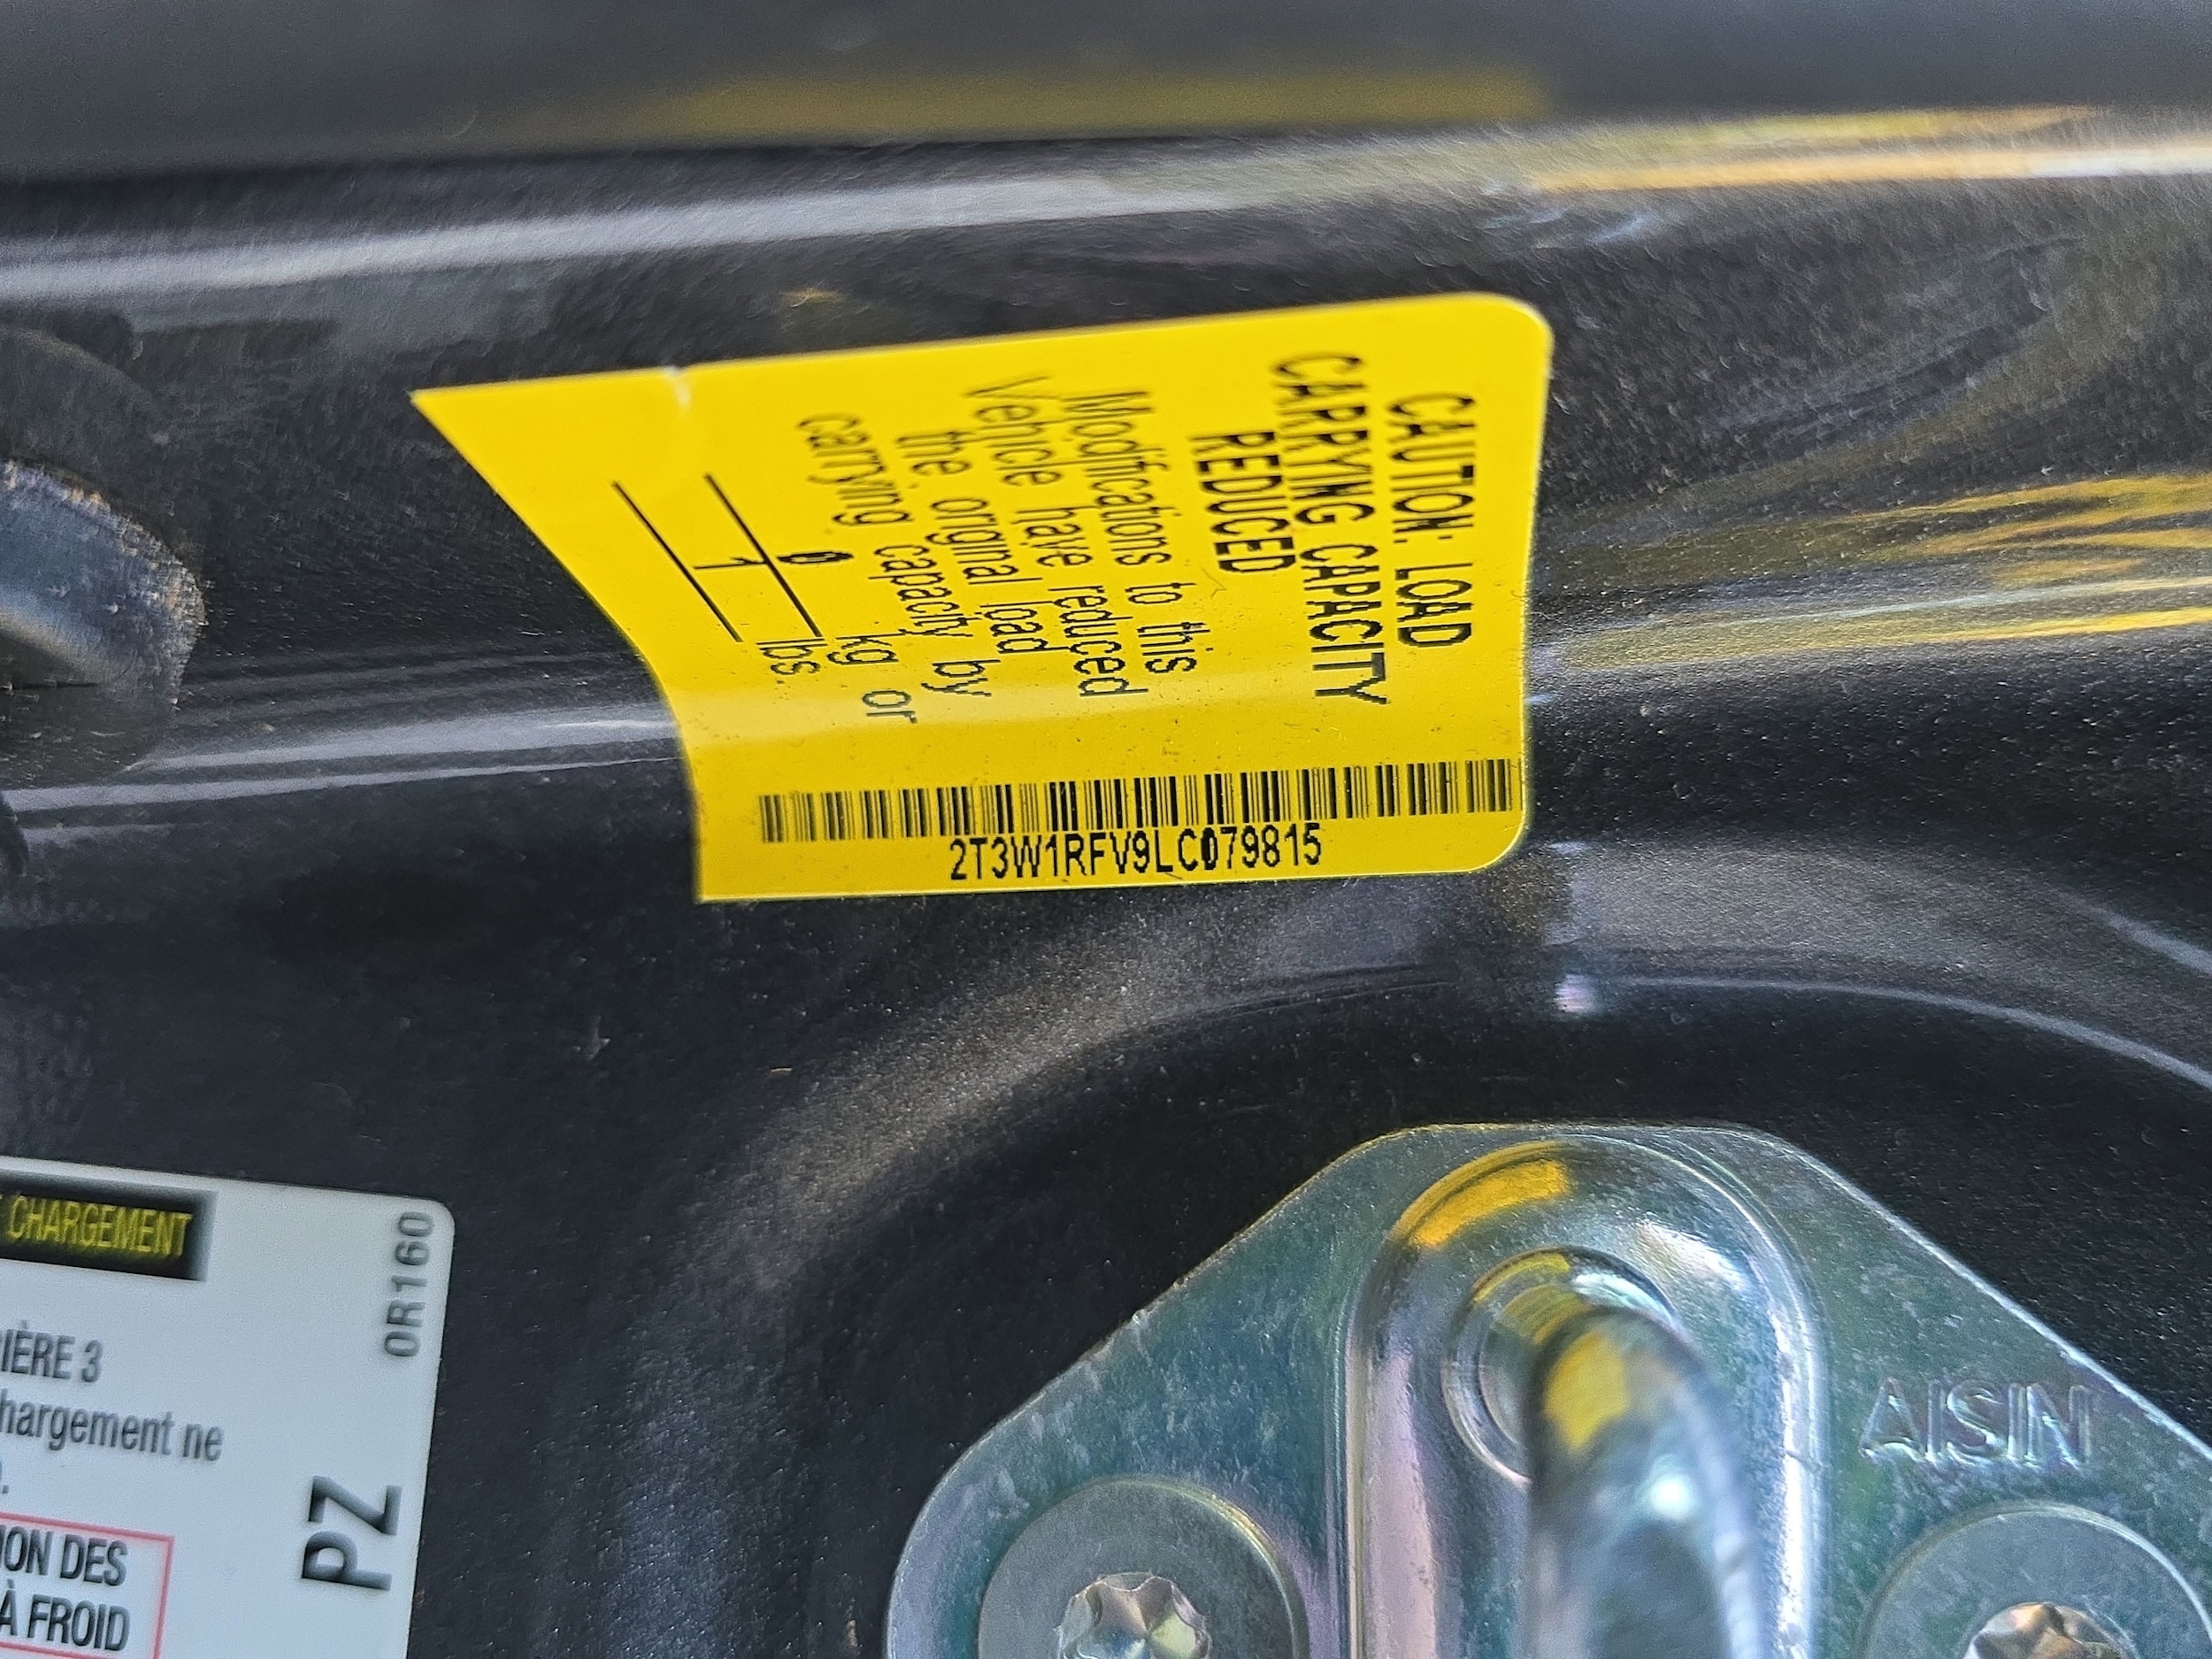 CAUTION: LOAD
CARRYING CAPACITY
REDUCED
Modifications to this
Vehicle have reduced
the original load
carrying capacity by
0 kg or
1 lbs.
2T3W1RFV9LC079815
CHARGEMENT
0R160
IÈRE 3
hargement ne
PZ
ION DES
À FROID
AISIN